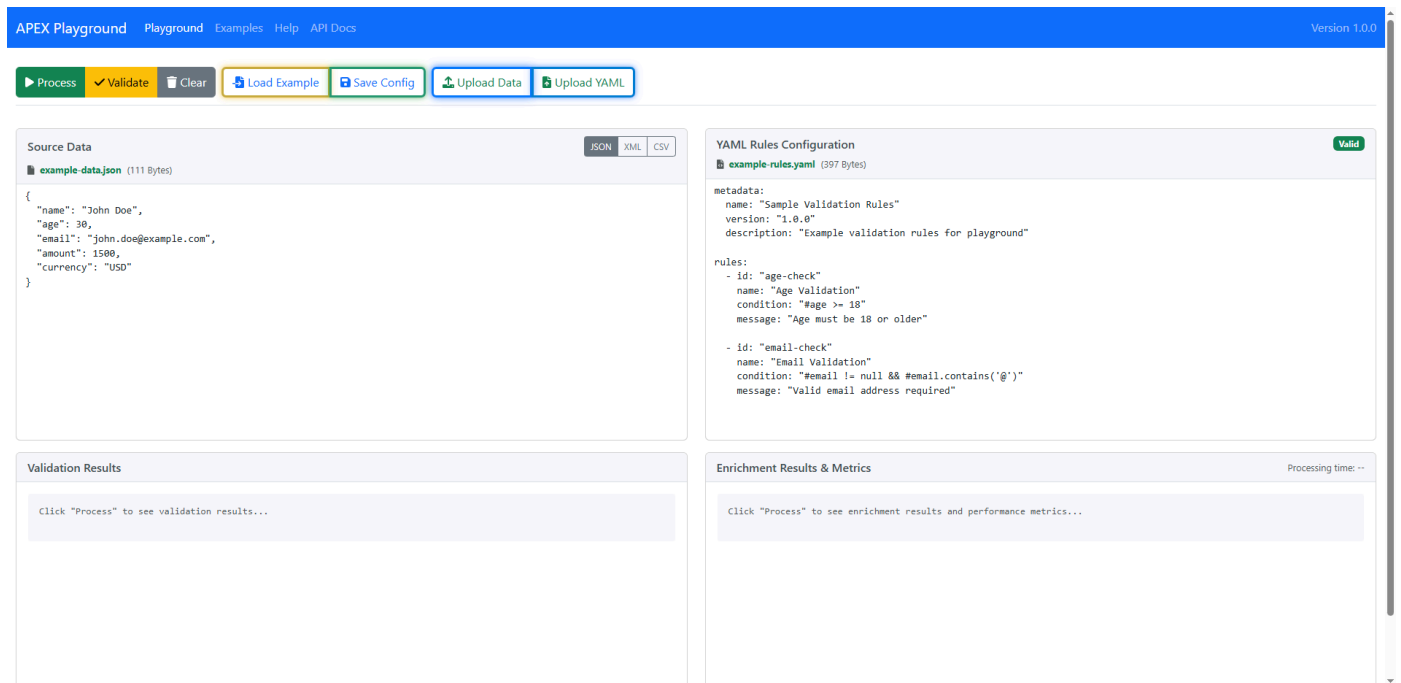 APEX Playground Playground Examples Help API Docs Version 1.0.0
Process Validate Clear Load Example Save Config Upload Data Upload YAML
Source Data JSON XML CSV
example-data.json (111 Bytes)
{
"name": "John Doe",
"age": 30,
"email": "john.doe@example.com",
"amount": 1500,
"currency": "USD"
}
YAML Rules Configuration Valid
example-rules.yaml (397 Bytes)
metadata:
name: "Sample Validation Rules"
version: "1.0.0"
description: "Example validation rules for playground"
rules:
- id: "age-check"
name: "Age Validation"
condition: "#age >= 18"
message: "Age must be 18 or older"
- id: "email-check"
name: "Email Validation"
condition: "#email != null && #email.contains('@')"
message: "Valid email address required"
Validation Results
Click "Process" to see validation results...
Enrichment Results & Metrics Processing time: --
Click "Process" to see enrichment results and performance metrics...